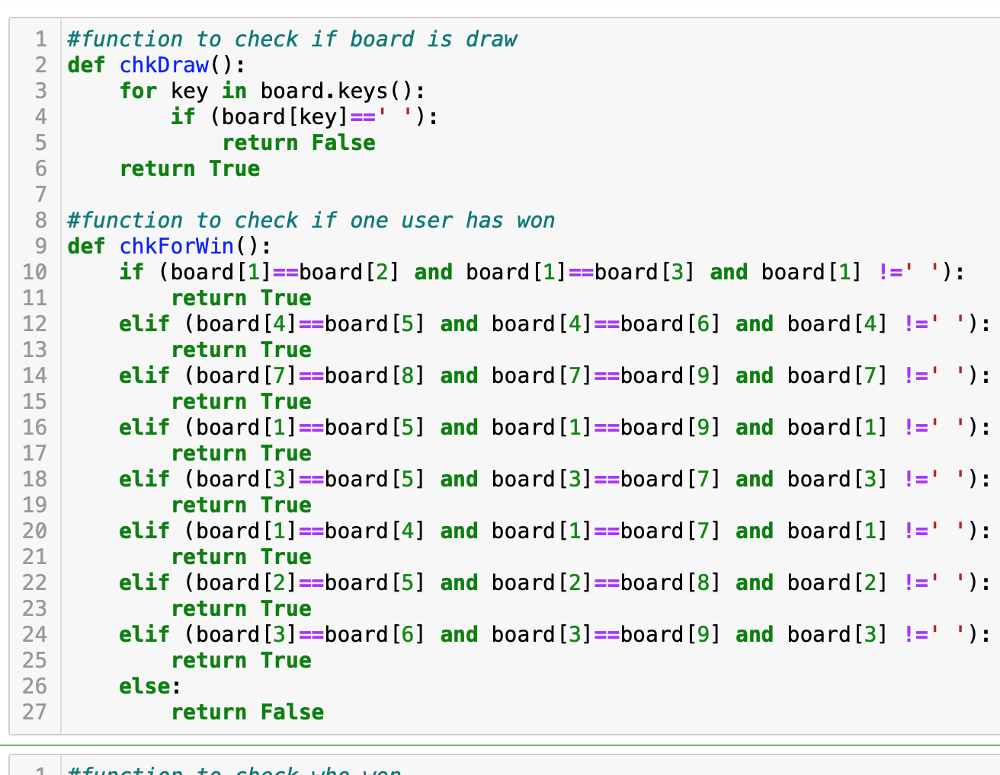 1 #function to check if board is draw
2 def chkDraw():
3     for key in board.keys():
4         if (board[key]==' '):
5             return False
6     return True
7
8 #function to check if one user has won
9 def chkForWin():
10     if (board[1]==board[2] and board[1]==board[3] and board[1] !=' '):
11         return True
12     elif (board[4]==board[5] and board[4]==board[6] and board[4] !=' '):
13         return True
14     elif (board[7]==board[8] and board[7]==board[9] and board[7] !=' '):
15         return True
16     elif (board[1]==board[5] and board[1]==board[9] and board[1] !=' '):
17         return True
18     elif (board[3]==board[5] and board[3]==board[7] and board[3] !=' '):
19         return True
20     elif (board[1]==board[4] and board[1]==board[7] and board[1] !=' '):
21         return True
22     elif (board[2]==board[5] and board[2]==board[8] and board[2] !=' '):
23         return True
24     elif (board[3]==board[6] and board[3]==board[9] and board[3] !=' '):
25         return True
26     else:
27         return False
1 #function to check who won